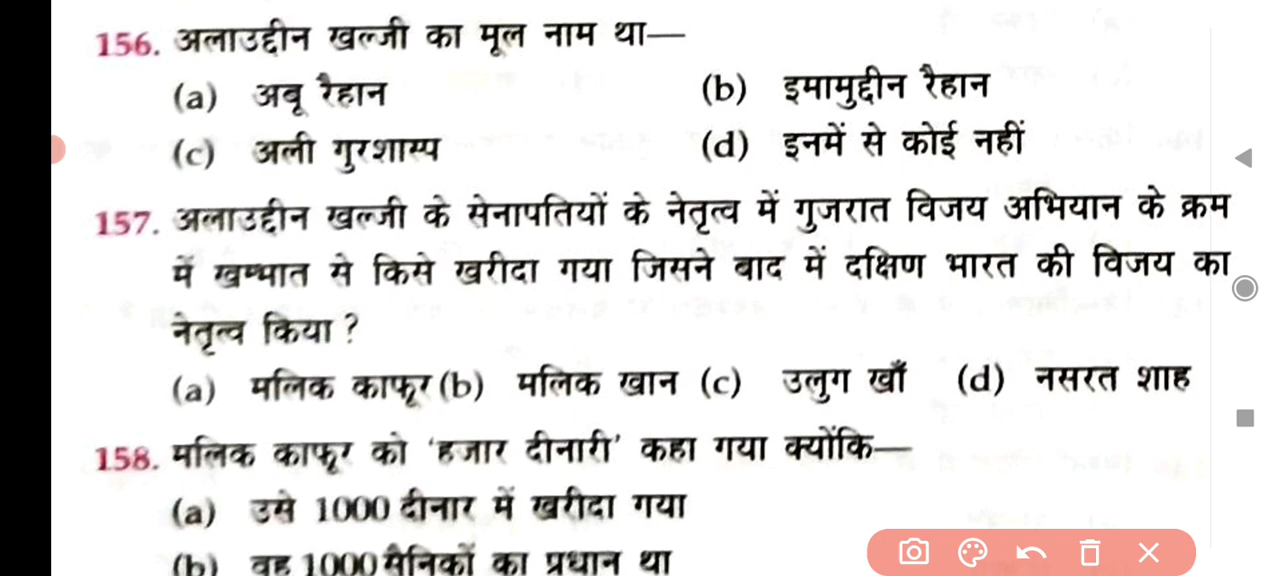 156. अलाउद्दीन खल्जी का मूल नाम था—
(a) अबू रैहान (b) इमामुद्दीन रैहान
(c) अली गुरशास्प (d) इनमें से कोई नहीं
157. अलाउद्दीन खल्जी के सेनापतियों के नेतृत्व में गुजरात विजय अभियान के क्रम
में खम्भात से किसे खरीदा गया जिसने बाद में दक्षिण भारत की विजय का
नेतृत्व किया ?
(a) मलिक काफूर (b) मलिक खान (c) उलुग खाँ (d) नसरत शाह
158. मलिक काफूर को 'हजार दीनारी' कहा गया क्योंकि—
(a) उसे 1000 दीनार में खरीदा गया
(b) वह 1000 सैनिकों का प्रधान था